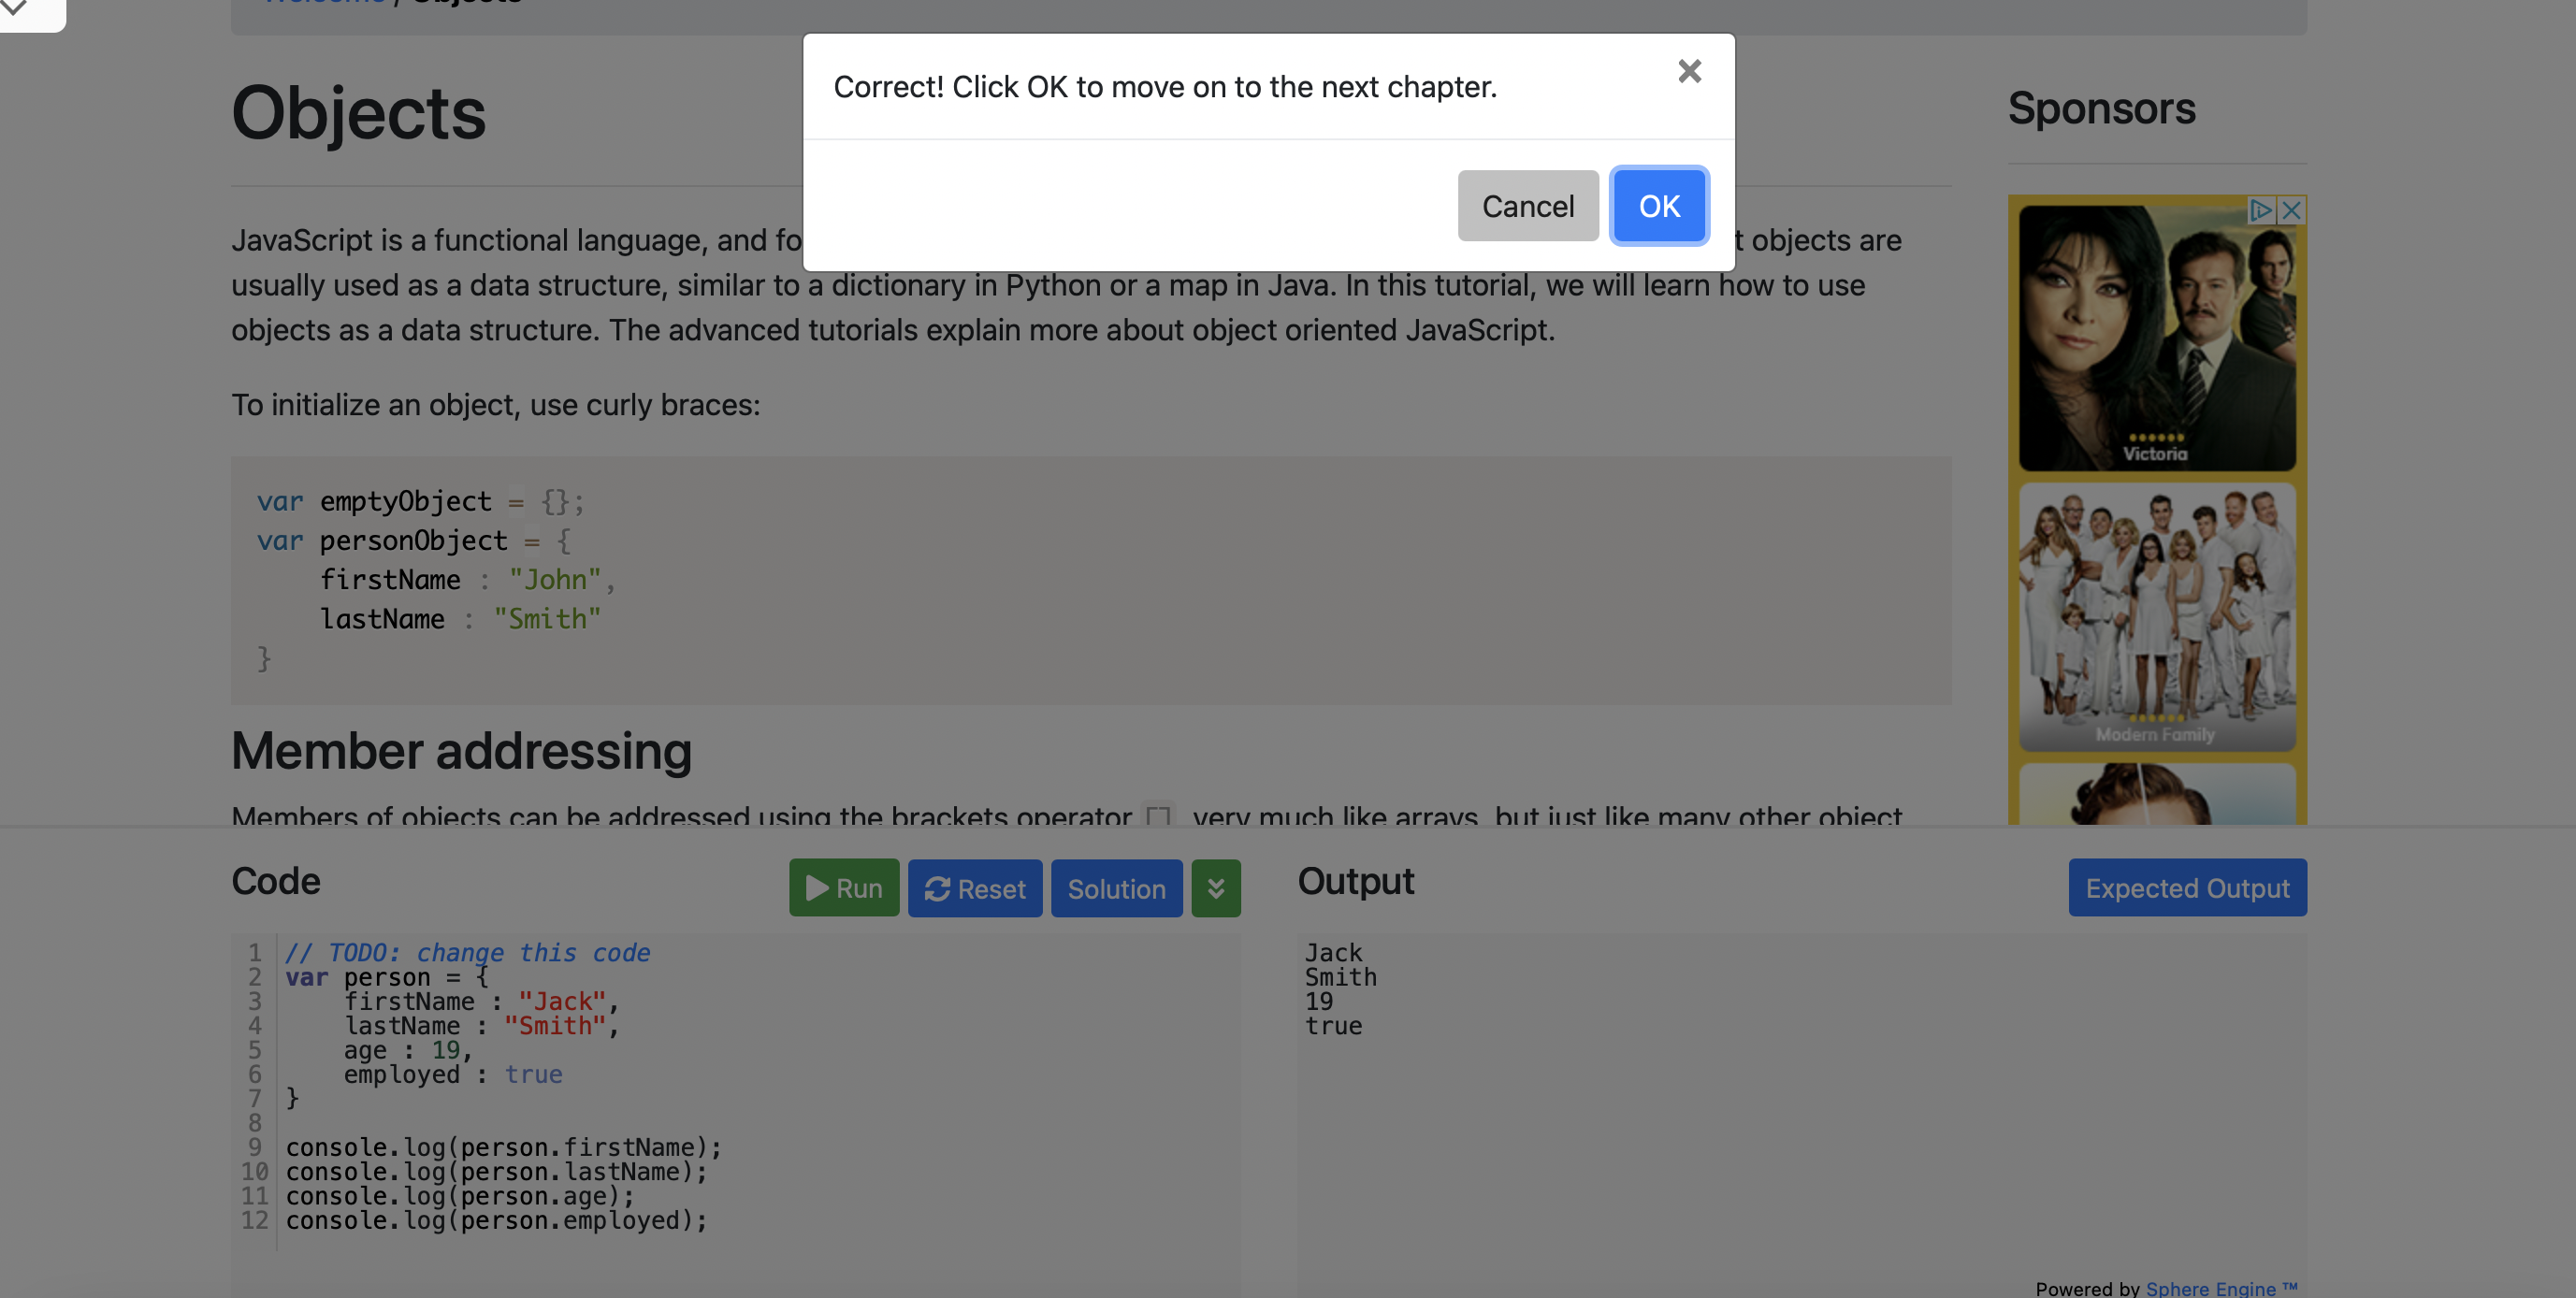 Welcome / Objects
Correct! Click OK to move on to the next chapter.
×
Cancel
OK
Objects
JavaScript is a functional language, and fo
t objects are
usually used as a data structure, similar to a dictionary in Python or a map in Java. In this tutorial, we will learn how to use
objects as a data structure. The advanced tutorials explain more about object oriented JavaScript.
To initialize an object, use curly braces:
var emptyObject = {};
var personObject = {
    firstName : "John",
    lastName : "Smith"
}
Member addressing
Members of objects can be addressed using the brackets operator [] very much like arrays, but just like many other object
Sponsors
Victoria
Modern Family
Code
Run
Reset
Solution
1 // TODO: change this code
2 var person = {
3     firstName : "Jack",
4     lastName : "Smith",
5     age : 19,
6     employed : true
7 }
8
9 console.log(person.firstName);
10 console.log(person.lastName);
11 console.log(person.age);
12 console.log(person.employed);
Output
Expected Output
Jack
Smith
19
true
Powered by Sphere Engine ™